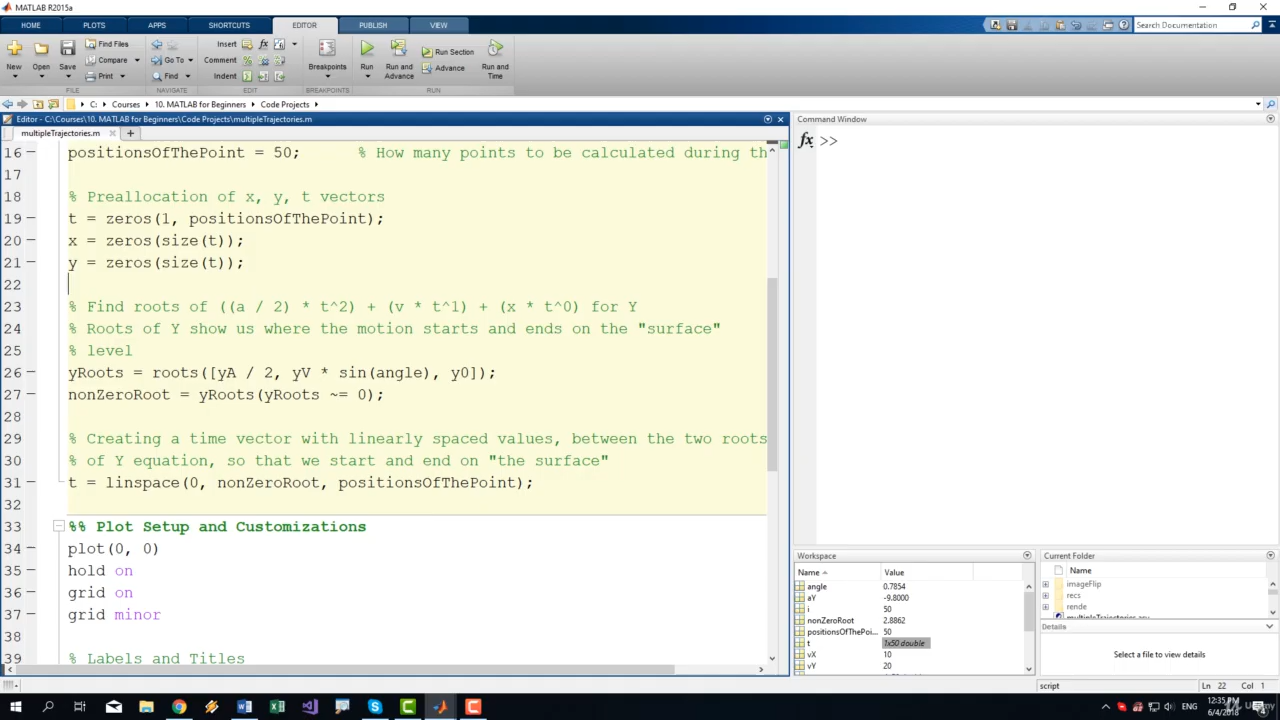 MATLAB R2015a
HOME PLOTS APPS SHORTCUTS EDITOR PUBLISH VIEW
Search Documentation
New Open Save Find Files Compare Print
Go To Find
Insert fx Comment % Indent
Breakpoints
Run Run and Advance Run Section Advance Run and Time
FILE NAVIGATE EDIT BREAKPOINTS RUN
C: Courses 10. MATLAB for Beginners Code Projects
Editor - C:\Courses\10. MATLAB for Beginners\Code Projects\multipleTrajectories.m
multipleTrajectories.m
16 positionsOfThePoint = 50; % How many points to be calculated during th
17
18 % Preallocation of x, y, t vectors
19 t = zeros(1, positionsOfThePoint);
20 x = zeros(size(t));
21 y = zeros(size(t));
22
23 % Find roots of ((a / 2) * t^2) + (v * t^1) + (x * t^0) for Y
24 % Roots of Y show us where the motion starts and ends on the "surface"
25 % level
26 yRoots = roots([yA / 2, yV * sin(angle), y0]);
27 nonZeroRoot = yRoots(yRoots ~= 0);
28
29 % Creating a time vector with linearly spaced values, between the two roots
30 % of Y equation, so that we start and end on "the surface"
31 t = linspace(0, nonZeroRoot, positionsOfThePoint);
32
33 %% Plot Setup and Customizations
34 plot(0, 0)
35 hold on
36 grid on
37 grid minor
38
39 % Labels and Titles
Command Window
fx >>
Workspace
Name Value
angle 0.7854
aY -9.8000
i 50
nonZeroRoot 2.8862
positionsOfThePoi... 50
t 1x50 double
vX 10
vY 20
Current Folder
Name
imageFlip
recs
rende
multipleTrajectories.asv
Details
Select a file to view details
script Ln 22 Col 1
ENG 12:35 PM
6/4/2018
Udemy